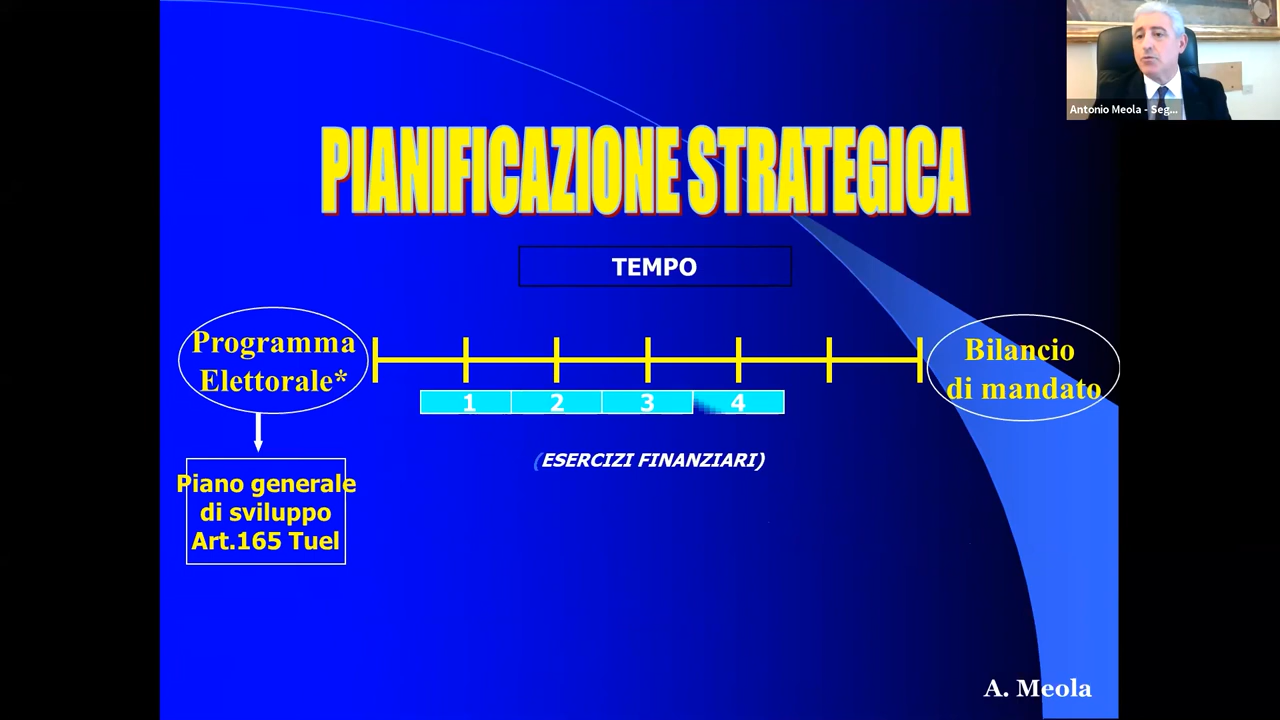 Antonio Meola - Seg...
PIANIFICAZIONE STRATEGICA
TEMPO
Programma
Elettorale*
Bilancio
di mandato
1 2 3 4
(ESERCIZI FINANZIARI)
Piano generale
di sviluppo
Art.165 Tuel
A. Meola